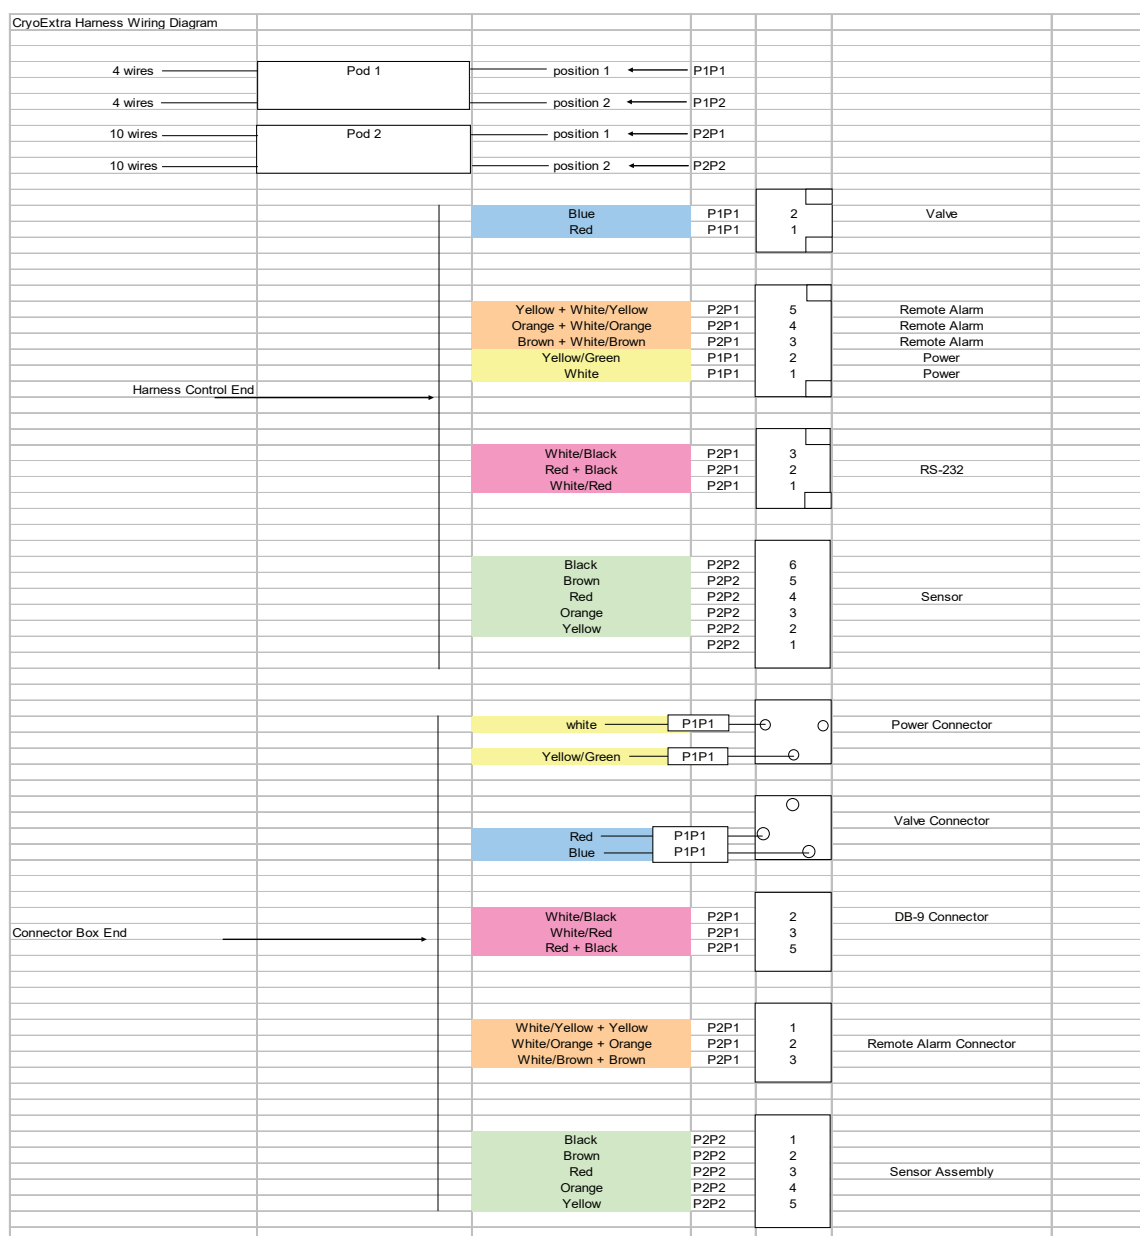 CryoExtra Harness Wiring Diagram
4 wires Pod 1 position 1 P1P1
4 wires position 2 P1P2
10 wires Pod 2 position 1 P2P1
10 wires position 2 P2P2
Blue P1P1 2 Valve
Red P1P1 1
Yellow + White/Yellow P2P1 5 Remote Alarm
Orange + White/Orange P2P1 4 Remote Alarm
Brown + White/Brown P2P1 3 Remote Alarm
Yellow/Green P1P1 2 Power
White P1P1 1 Power
Harness Control End
White/Black P2P1 3
Red + Black P2P1 2 RS-232
White/Red P2P1 1
Black P2P2 6
Brown P2P2 5
Red P2P2 4 Sensor
Orange P2P2 3
Yellow P2P2 2
P2P2 1
white P1P1 Power Connector
Yellow/Green P1P1
Valve Connector
Red P1P1
Blue P1P1
White/Black P2P1 2 DB-9 Connector
Connector Box End White/Red P2P1 3
Red + Black P2P1 5
White/Yellow + Yellow P2P1 1
White/Orange + Orange P2P1 2 Remote Alarm Connector
White/Brown + Brown P2P1 3
Black P2P2 1
Brown P2P2 2
Red P2P2 3 Sensor Assembly
Orange P2P2 4
Yellow P2P2 5